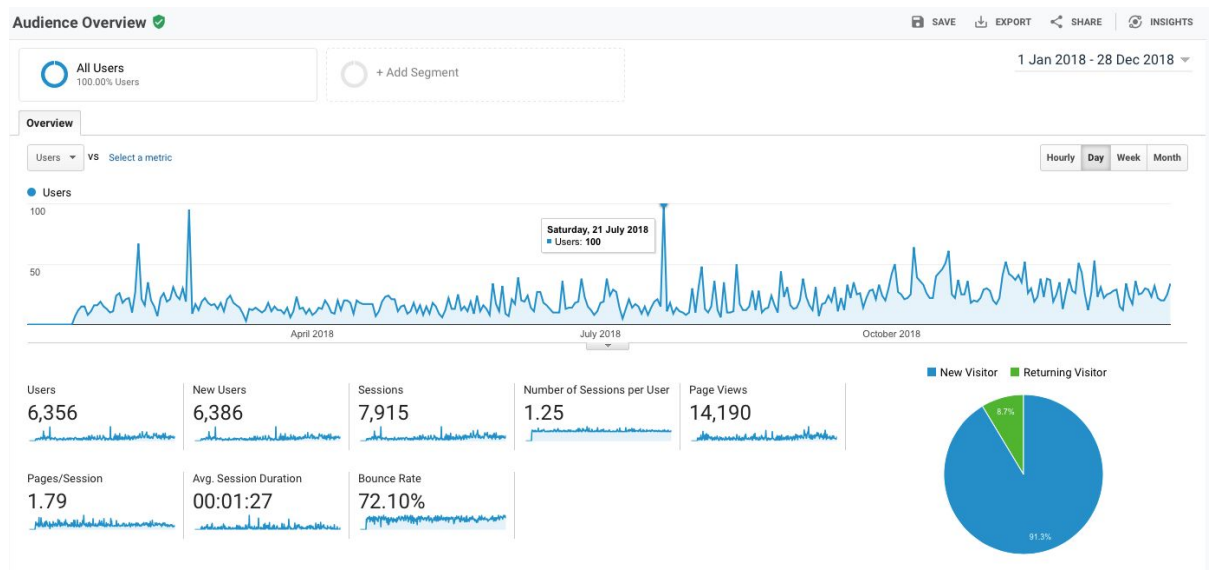 Audience Overview
SAVE EXPORT SHARE INSIGHTS
All Users
100.00% Users
+ Add Segment
1 Jan 2018 - 28 Dec 2018
Overview
Users VS Select a metric
Hourly Day Week Month
Users
100
50
Saturday, 21 July 2018
Users: 100
April 2018 July 2018 October 2018
New Visitor Returning Visitor
Users
6,356
New Users
6,386
Sessions
7,915
Number of Sessions per User
1.25
Page Views
14,190
Pages/Session
1.79
Avg. Session Duration
00:01:27
Bounce Rate
72.10%
8.7%
91.3%